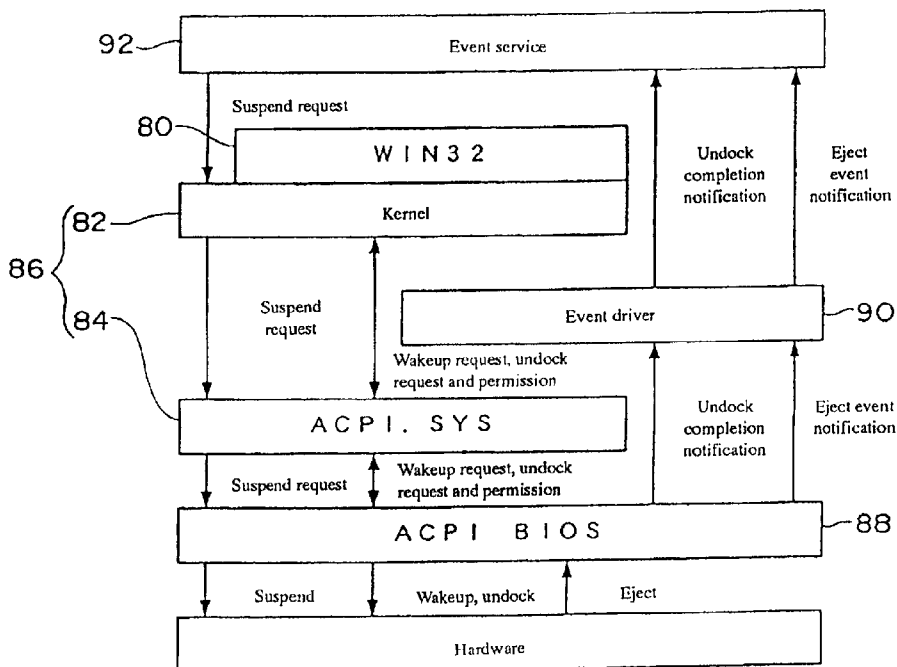 92
Event service
Suspend request
80
WIN32
Undock
completion
notification
Eject
event
notification
82
Kernel
86
84
Suspend
request
Event driver
90
Wakeup request, undock
request and permission
ACPI. SYS
Undock
completion
notification
Eject event
notification
Suspend request
Wakeup request, undock
request and permission
ACPI BIOS
88
Suspend
Wakeup, undock
Eject
Hardware